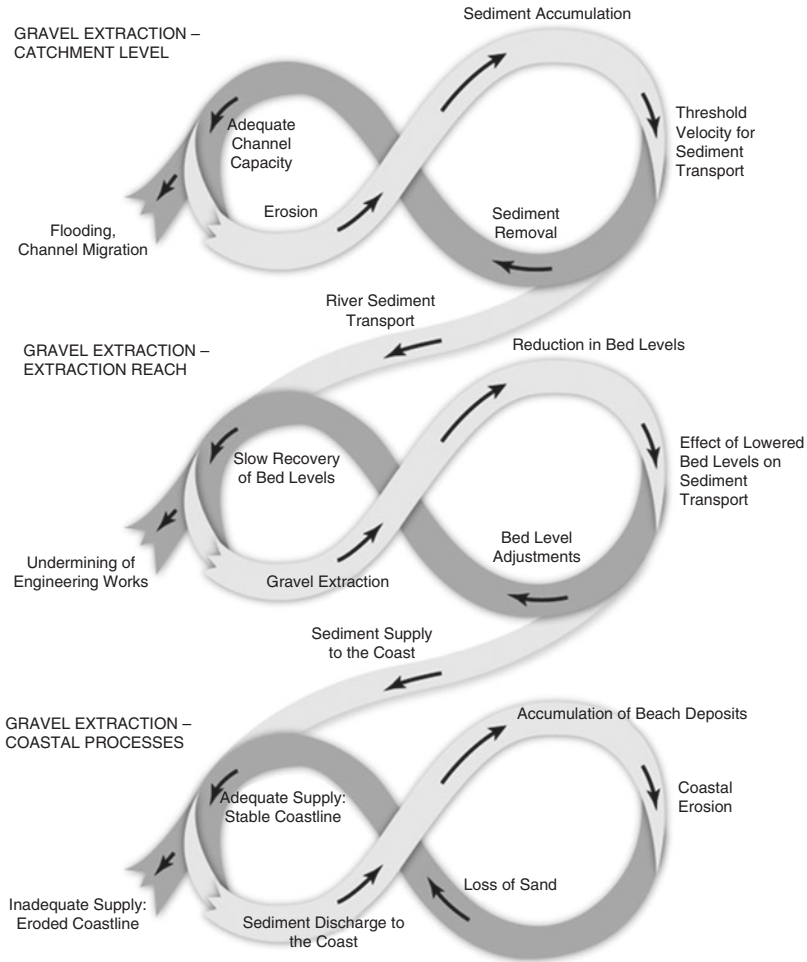 Sediment Accumulation
GRAVEL EXTRACTION –
CATCHMENT LEVEL
Adequate
Channel
Capacity
Threshold
Velocity for
Sediment
Transport
Erosion
Sediment
Removal
Flooding,
Channel Migration
River Sediment
Transport
GRAVEL EXTRACTION –
EXTRACTION REACH
Reduction in Bed Levels
Slow Recovery
of Bed Levels
Effect of Lowered
Bed Levels on
Sediment
Transport
Bed Level
Adjustments
Undermining of
Engineering Works
Gravel Extraction
Sediment Supply
to the Coast
GRAVEL EXTRACTION –
COASTAL PROCESSES
Accumulation of Beach Deposits
Adequate Supply:
Stable Coastline
Coastal
Erosion
Loss of Sand
Inadequate Supply:
Eroded Coastline
Sediment Discharge to
the Coast